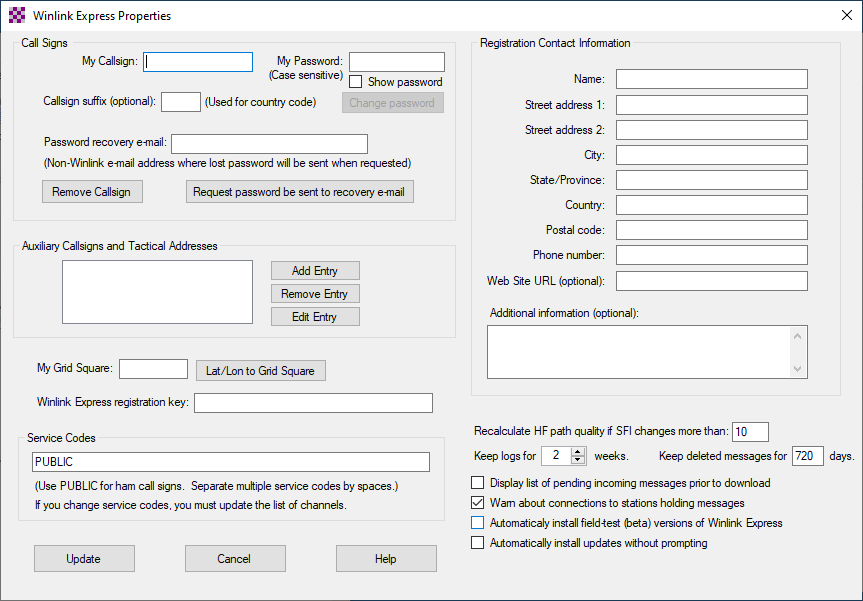 Winlink Express Properties
Call Signs
My Callsign:
My Password:
(Case sensitive)
Show password
Callsign suffix (optional):
(Used for country code)
Change password
Password recovery e-mail:
(Non-Winlink e-mail address where lost password will be sent when requested)
Remove Callsign
Request password be sent to recovery e-mail
Auxiliary Callsigns and Tactical Addresses
Add Entry
Remove Entry
Edit Entry
My Grid Square:
Lat/Lon to Grid Square
Winlink Express registration key:
Service Codes
PUBLIC
(Use PUBLIC for ham call signs.  Separate multiple service codes by spaces.)
If you change service codes, you must update the list of channels.
Update
Cancel
Help
Registration Contact Information
Name:
Street address 1:
Street address 2:
City:
State/Province:
Country:
Postal code:
Phone number:
Web Site URL (optional):
Additional information (optional):
Recalculate HF path quality if SFI changes more than: 10
Keep logs for 2 weeks.
Keep deleted messages for 720 days.
Display list of pending incoming messages prior to download
Warn about connections to stations holding messages
Automaticaly install field-test (beta) versions of Winlink Express
Automatically install updates without prompting